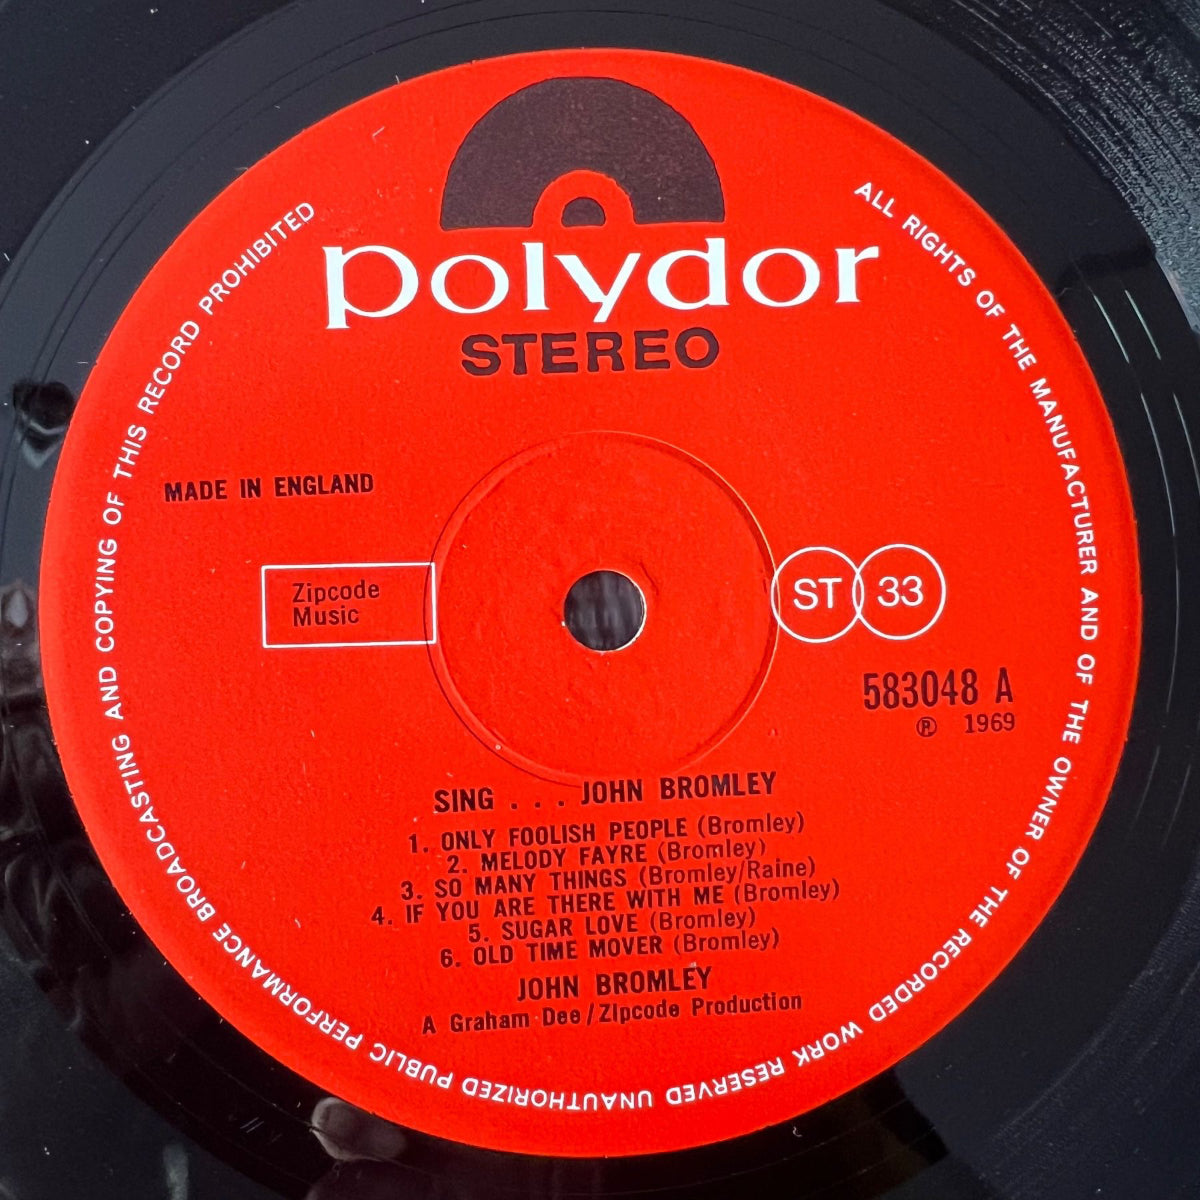 polydor
STEREO
MADE IN ENGLAND
Zipcode
Music
ST 33
583048 A
℗ 1969
SING . . . JOHN BROMLEY
1. ONLY FOOLISH PEOPLE (Bromley)
2. MELODY FAYRE (Bromley)
3. SO MANY THINGS (Bromley/Raine)
4. IF YOU ARE THERE WITH ME (Bromley)
5. SUGAR LOVE (Bromley)
6. OLD TIME MOVER (Bromley)
JOHN BROMLEY
A Graham Dee/Zipcode Production
ALL RIGHTS OF THE MANUFACTURER AND OF THE OWNER OF THE RECORDED WORK RESERVED UNAUTHORIZED PUBLIC PERFORMANCE BROADCASTING AND COPYING OF THIS RECORD PROHIBITED